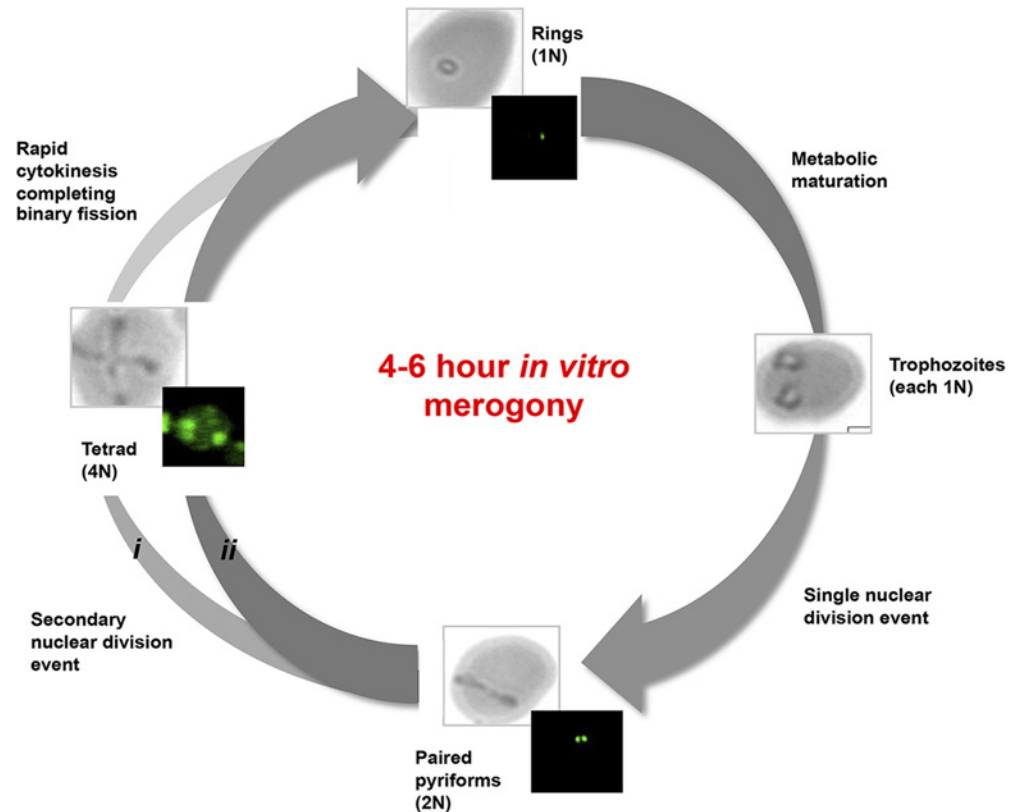 Rings
(1N)
Rapid
cytokinesis
completing
binary fission
Metabolic
maturation
4-6 hour in vitro
merogony
Trophozoites
(each 1N)
Tetrad
(4N)
i
ii
Secondary
nuclear division
event
Single nuclear
division event
Paired
pyriforms
(2N)